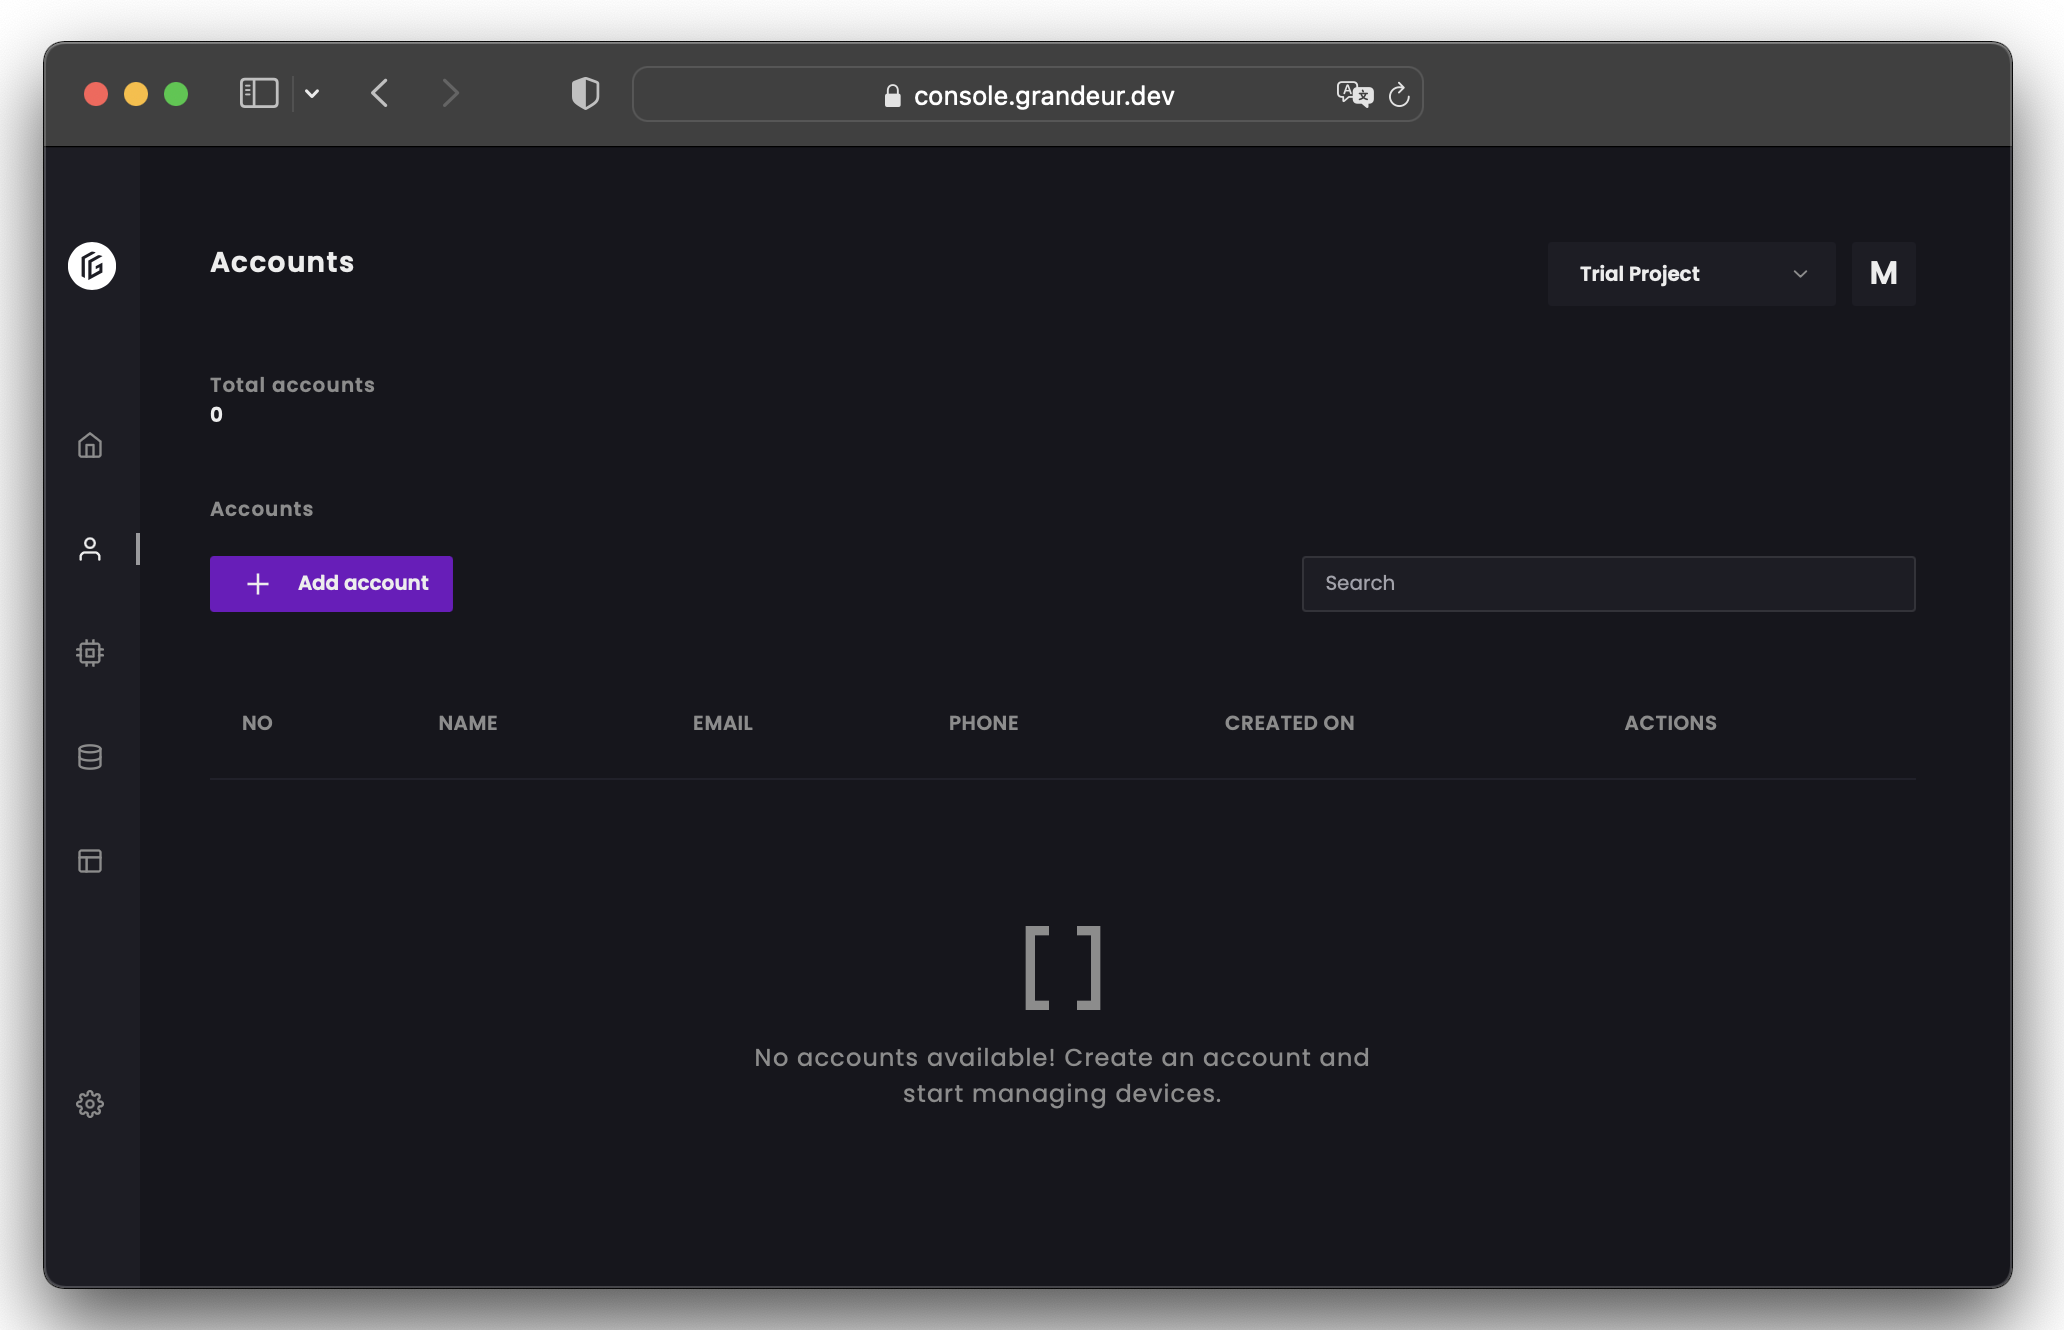 console.grandeur.dev
Accounts
Trial Project
M
Total accounts
0
Accounts
Add account
Search
NO NAME EMAIL PHONE CREATED ON ACTIONS
[ ]
No accounts available! Create an account and
start managing devices.